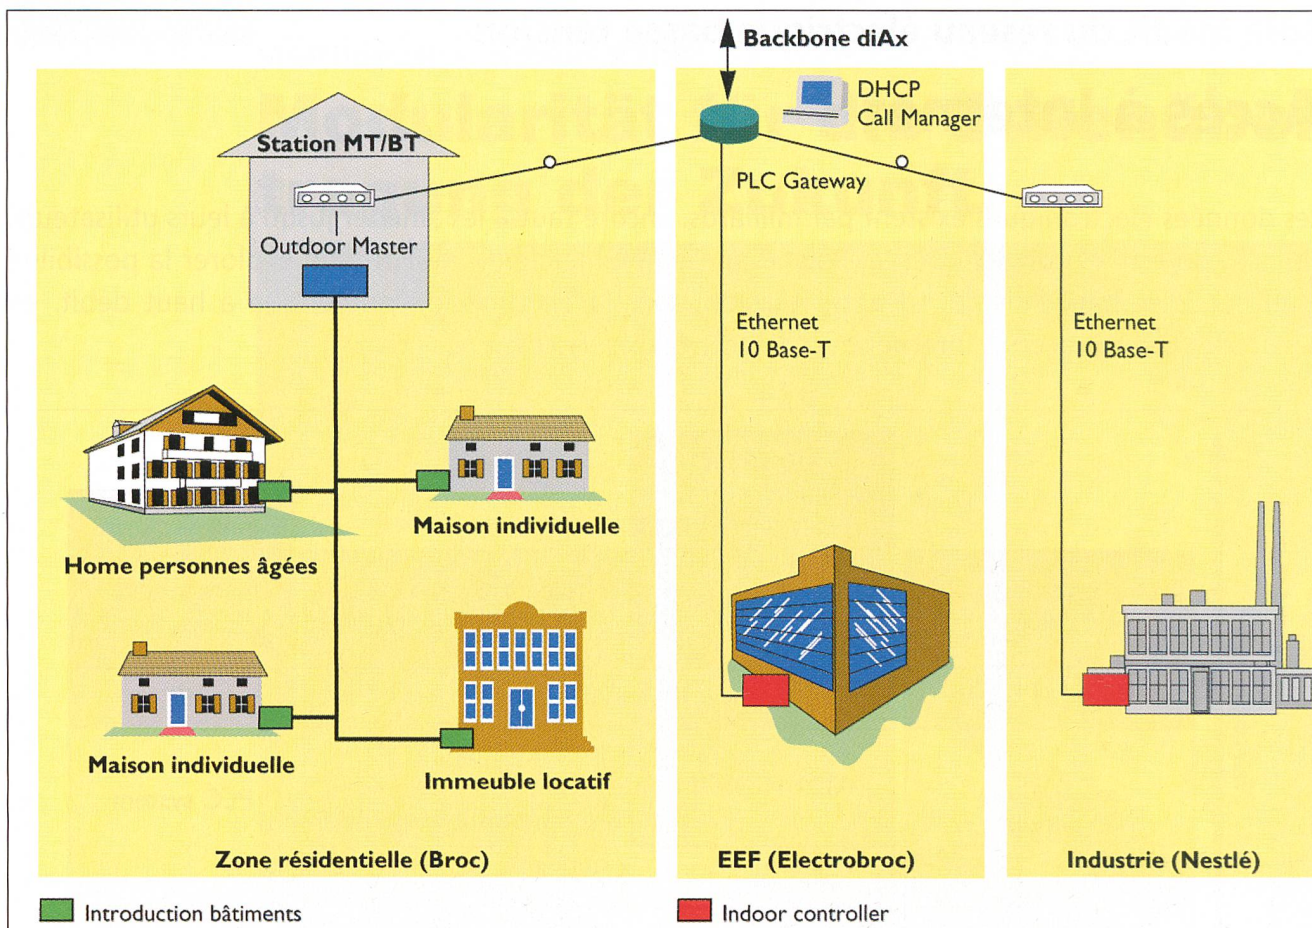 Backbone diAx
DHCP
Call Manager
Station MT/BT
PLC Gateway
Outdoor Master
Ethernet
10 Base-T
Ethernet
10 Base-T
Maison individuelle
Home personnes âgées
Maison individuelle
Immeuble locatif
Zone résidentielle (Broc)
EEF (Electrobroc)
Industrie (Nestlé)
Introduction bâtiments
Indoor controller